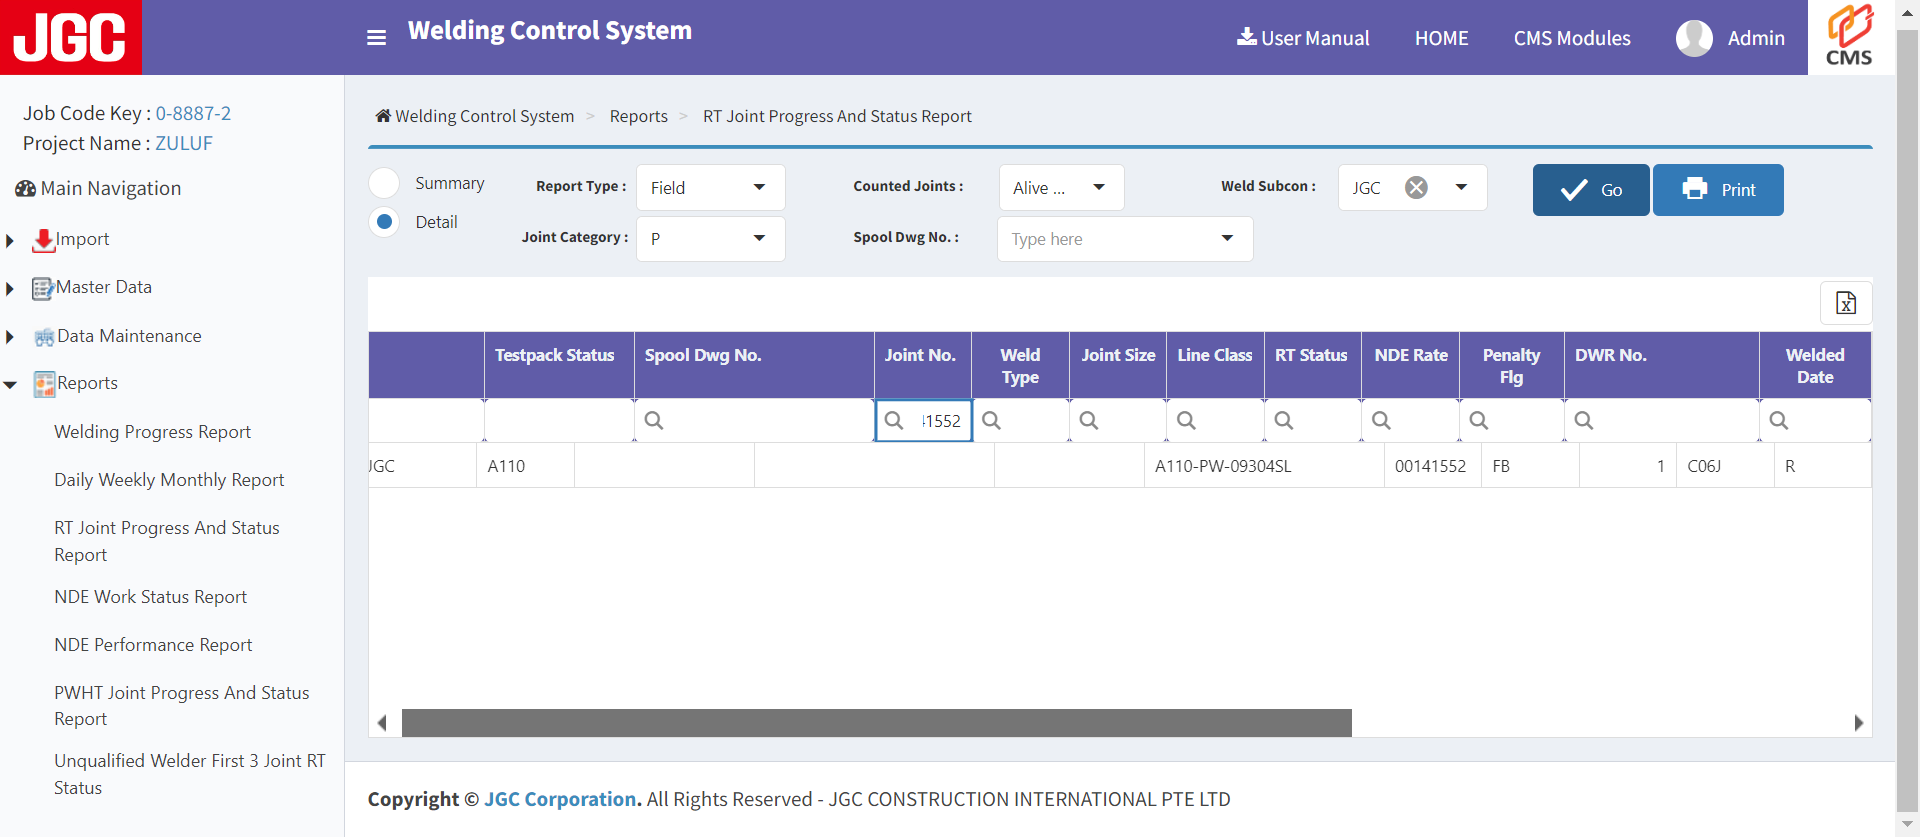 JGC
Welding Control System
User Manual
HOME
CMS Modules
Admin
CMS
Job Code Key : 0-8887-2
Project Name : ZULUF
Main Navigation
Import
Master Data
Data Maintenance
Reports
Welding Progress Report
Daily Weekly Monthly Report
RT Joint Progress And Status
Report
NDE Work Status Report
NDE Performance Report
PWHT Joint Progress And Status
Report
Unqualified Welder First 3 Joint RT
Status
Welding Control System > Reports > RT Joint Progress And Status Report
Summary
Detail
Report Type : Field
Counted Joints : Alive ...
Weld Subcon : JGC
Go
Print
Joint Category : P
Spool Dwg No. : Type here
Testpack Status
Spool Dwg No.
Joint No.
Weld
Type
Joint Size
Line Class
RT Status
NDE Rate
Penalty
Flg
DWR No.
Welded
Date
1552
JGC A110 A110-PW-09304SL 00141552 FB 1 C06J R
Copyright © JGC Corporation. All Rights Reserved - JGC CONSTRUCTION INTERNATIONAL PTE LTD